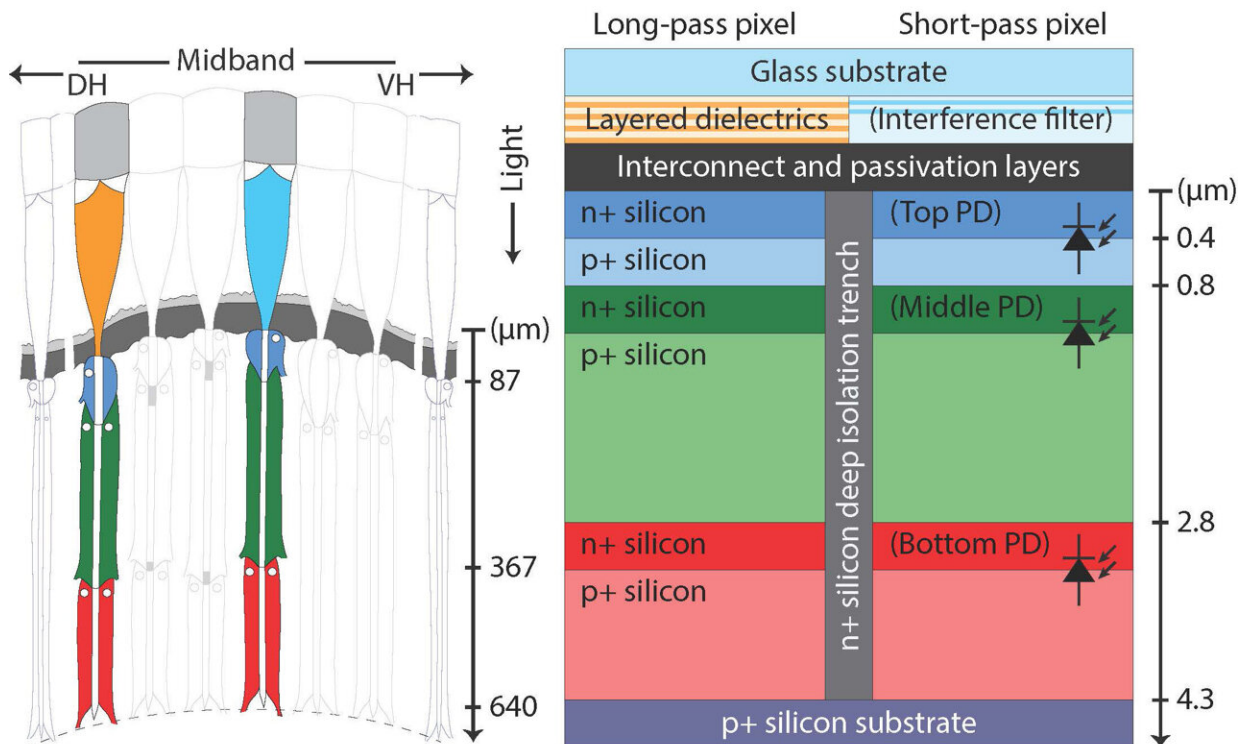 Midband
DH
VH
Light
(µm)
87
367
640
Long-pass pixel
Short-pass pixel
Glass substrate
Layered dielectrics
(Interference filter)
Interconnect and passivation layers
n+ silicon
(Top PD)
p+ silicon
n+ silicon
(Middle PD)
p+ silicon
n+ silicon
(Bottom PD)
p+ silicon
n+ silicon deep isolation trench
p+ silicon substrate
(µm)
0.4
0.8
2.8
4.3